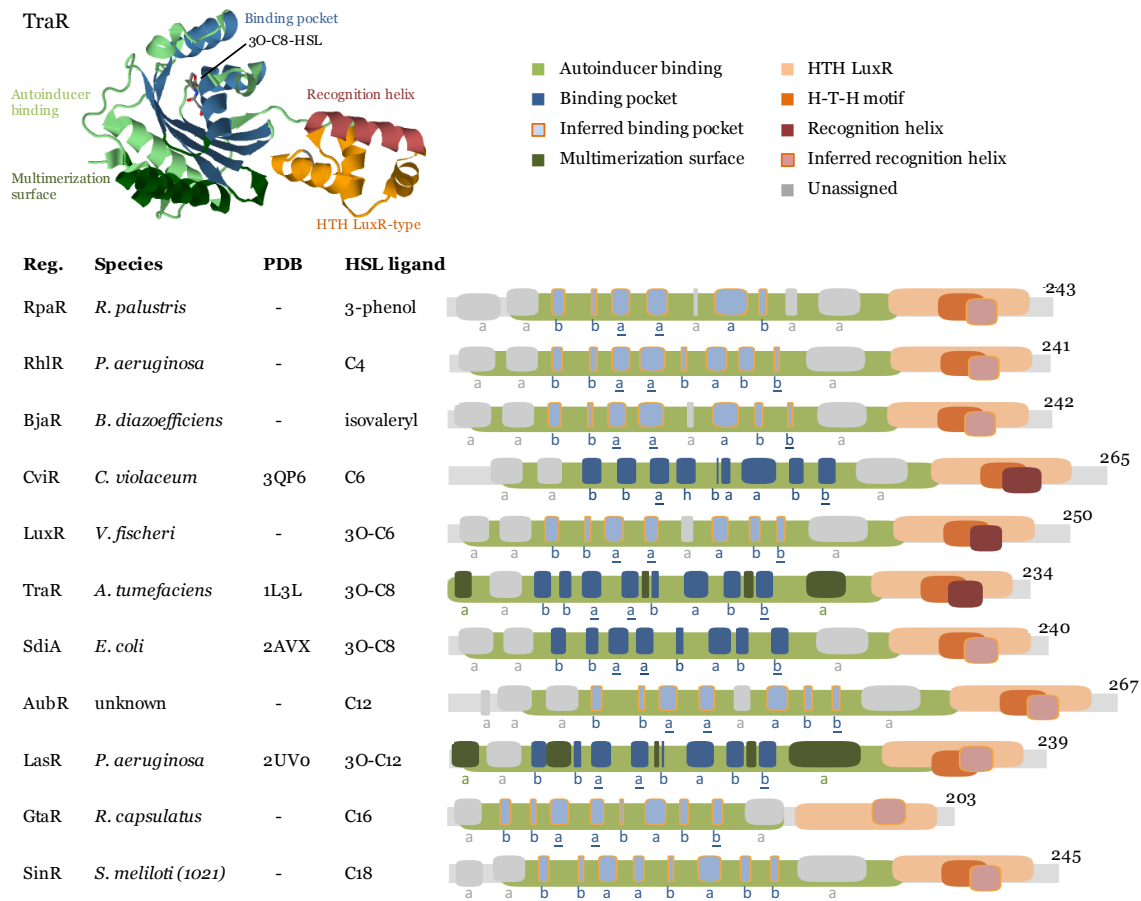 TraR
Binding pocket
3O-C8-HSL
Autoinducer
binding
Recognition helix
Multimerization
surface
HTH LuxR-type
Autoinducer binding
Binding pocket
Inferred binding pocket
Multimerization surface
HTH LuxR
H-T-H motif
Recognition helix
Inferred recognition helix
Unassigned
Reg. Species PDB HSL ligand
RpaR R. palustris - 3-phenol 243
a a b b a a a a b a a
RhlR P. aeruginosa - C4 241
a a b b a a b a b b a
BjaR B. diazoefficiens - isovaleryl 242
a a b b a a a a b b a
CviR C. violaceum 3QP6 C6 265
a a b b a h b a a b b a
LuxR V. fischeri - 3O-C6 250
a a b b a a a a b b a
TraR A. tumefaciens 1L3L 3O-C8 234
a a b b a a b a b b a
SdiA E. coli 2AVX 3O-C8 240
a a b b a a b a b b a
AubR unknown - C12 267
a a a b b a a a a b b a
LasR P. aeruginosa 2UV0 3O-C12 239
a a b b a a b a b b a
GtaR R. capsulatus - C16 203
a b b a a b a b b a
SinR S. meliloti (1021) - C18 245
a a b b a a b a b b a